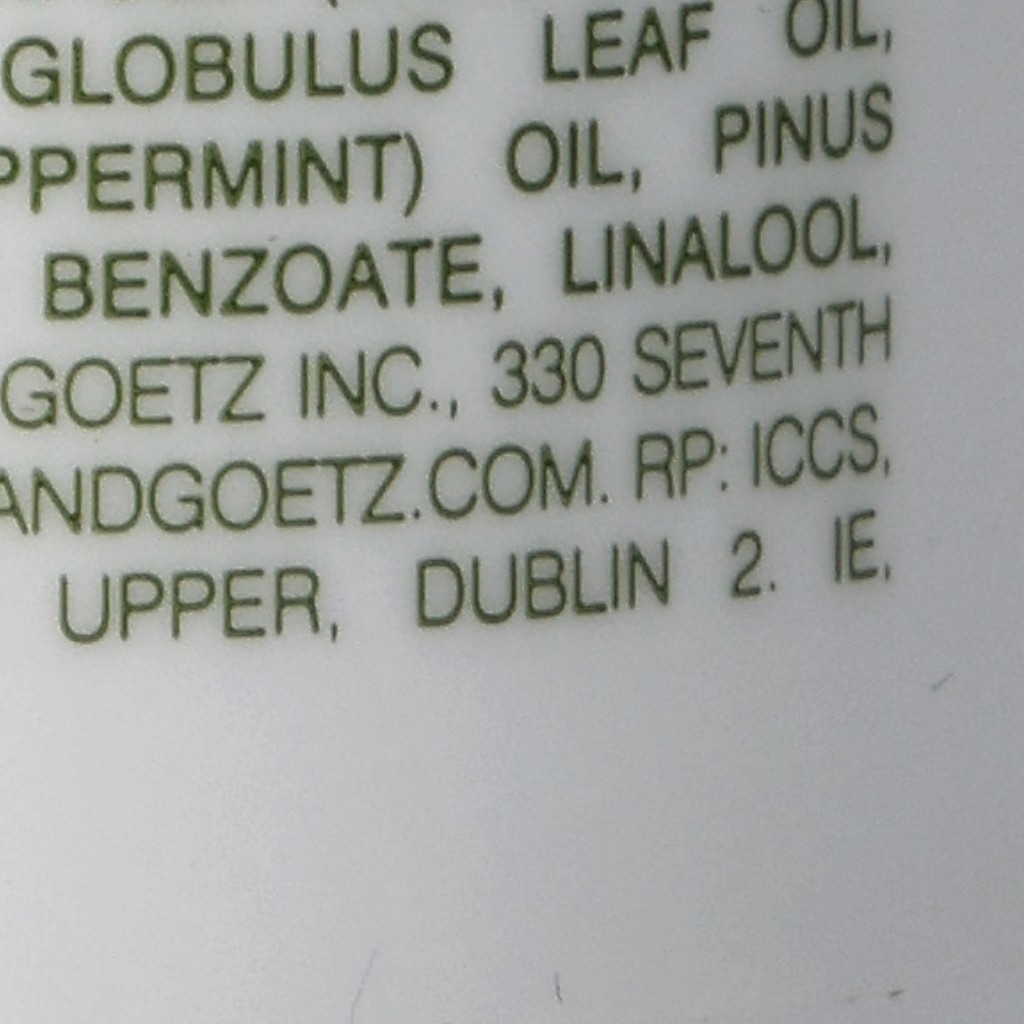 GLOBULUS LEAF OIL,
PPERMINT) OIL, PINUS
BENZOATE, LINALOOL,
GOETZ INC., 330 SEVENTH
ANDGOETZ.COM. RP: ICCS,
UPPER, DUBLIN 2. IE,